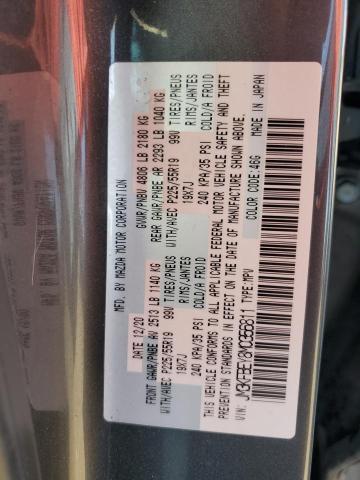 MFD. BY MAZDA MOTOR CORPORATION
DATE 12/20 GVWR/PNBV 4806 LB 2180 KG
FRONT GAWR/PNBE AV 2513 LB 1140 KG REAR GAWR/PNBE AR 2293 LB 1040 KG
WITH/AVEC P225/55R19 99V TIRES/PNEUS WITH/AVEC P225/55R19 99V TIRES/PNEUS
19X7J RIMS/JANTES 19X7J RIMS/JANTES
240 KPA/35 PSI COLD/A FROID 240 KPA/35 PSI COLD/A FROID
THIS VEHICLE CONFORMS TO ALL APPLICABLE FEDERAL MOTOR VEHICLE SAFETY AND THEFT
PREVENTION STANDARDS IN EFFECT ON THE DATE OF MANUFACTURE SHOWN ABOVE.
VIN: TYPE:MPV COLOR CODE:46G MADE IN JAPAN